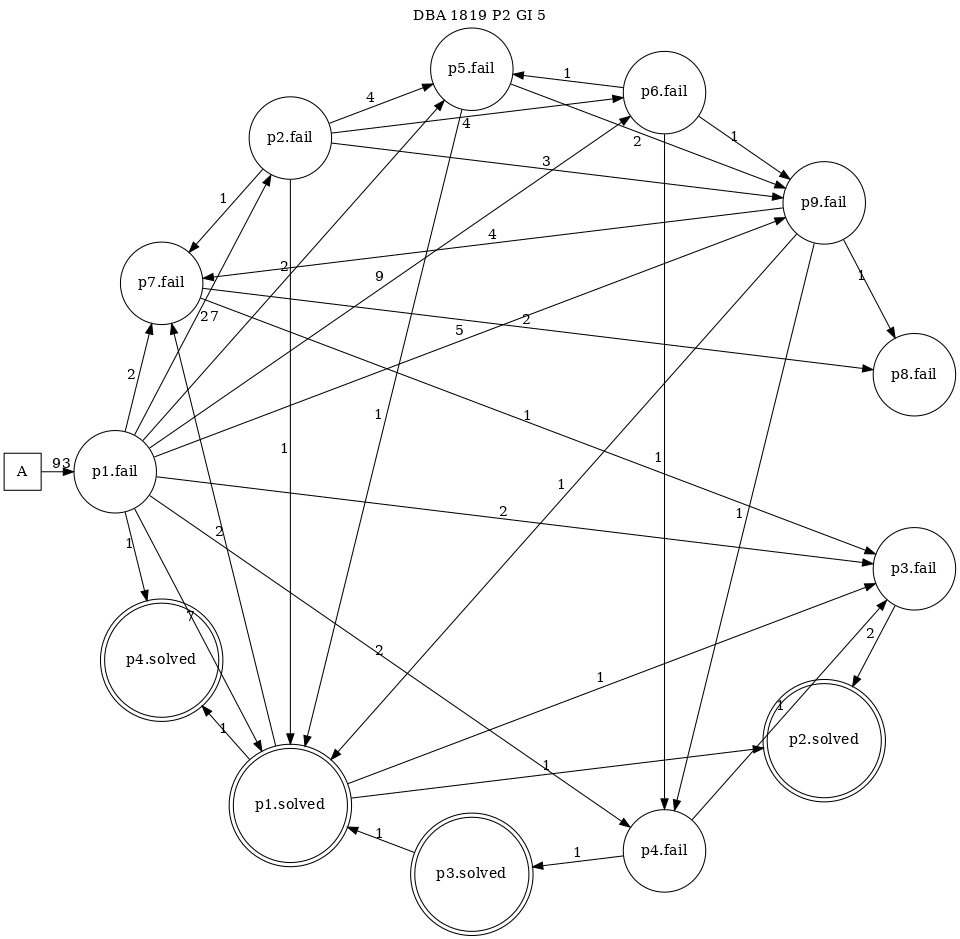 DBA 1819 P2 GI 5
p5.fail
1
p6.fail
4
4
1
p2.fail
2
3
p9.fail
1
4
2
9
1
p7.fail
27
5
2
2
p8.fail
1
1
1
93
A
p1.fail
1
1
2
1
2
1
p3.fail
7
2
2
p4.solved
1
1
1
p2.solved
1
1
p1.solved
1
1
p4.fail
p3.solved